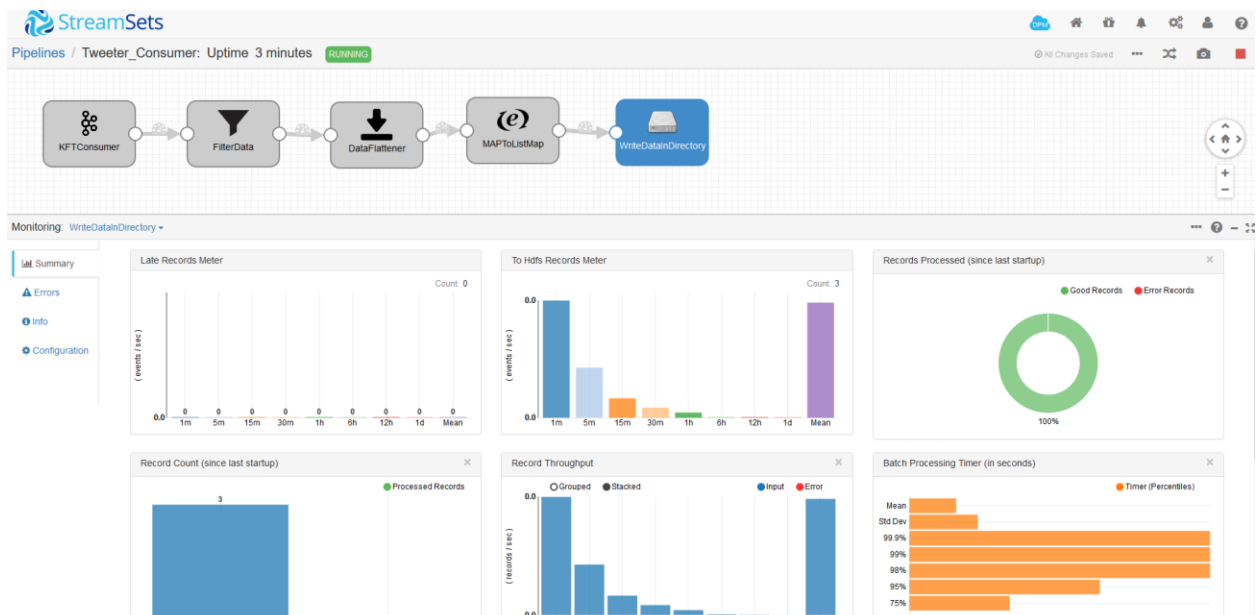 StreamSets
DPM
Pipelines / Tweeter_Consumer: Uptime 3 minutes RUNNING
All Changes Saved
KFTConsumer
FilterData
DataFlattener
(e)
MAPToListMap
WriteDatainDirectory
Monitoring: WriteDatainDirectory
Summary
Errors
Info
Configuration
Late Records Meter
Count: 0
( events / sec )
0.0
0 0 0 0 0 0 0 0 0
1m 5m 15m 30m 1h 6h 12h 1d Mean
To Hdfs Records Meter
Count: 3
0.0
( events / sec )
0.0
1m 5m 15m 30m 1h 6h 12h 1d Mean
Records Processed (since last startup)
Good Records Error Records
100%
Record Count (since last startup)
Processed Records
3
Record Throughput
Grouped Stacked Input Error
0.0
( records / sec )
0.0
Batch Processing Timer (in seconds)
Timer (Percentiles)
Mean
Std Dev
99.9%
99%
98%
95%
75%